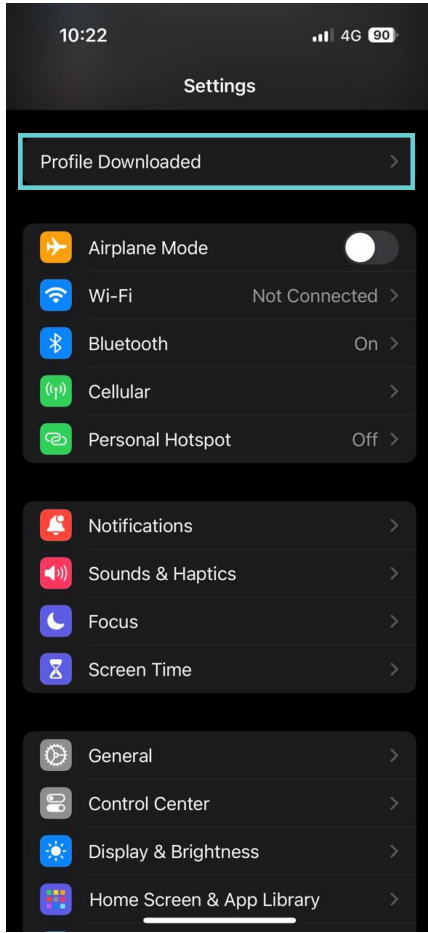 10:22 4G 90
Settings
Profile Downloaded
Airplane Mode
Wi-Fi Not Connected
Bluetooth On
Cellular
Personal Hotspot Off
Notifications
Sounds & Haptics
Focus
Screen Time
General
Control Center
Display & Brightness
Home Screen & App Library